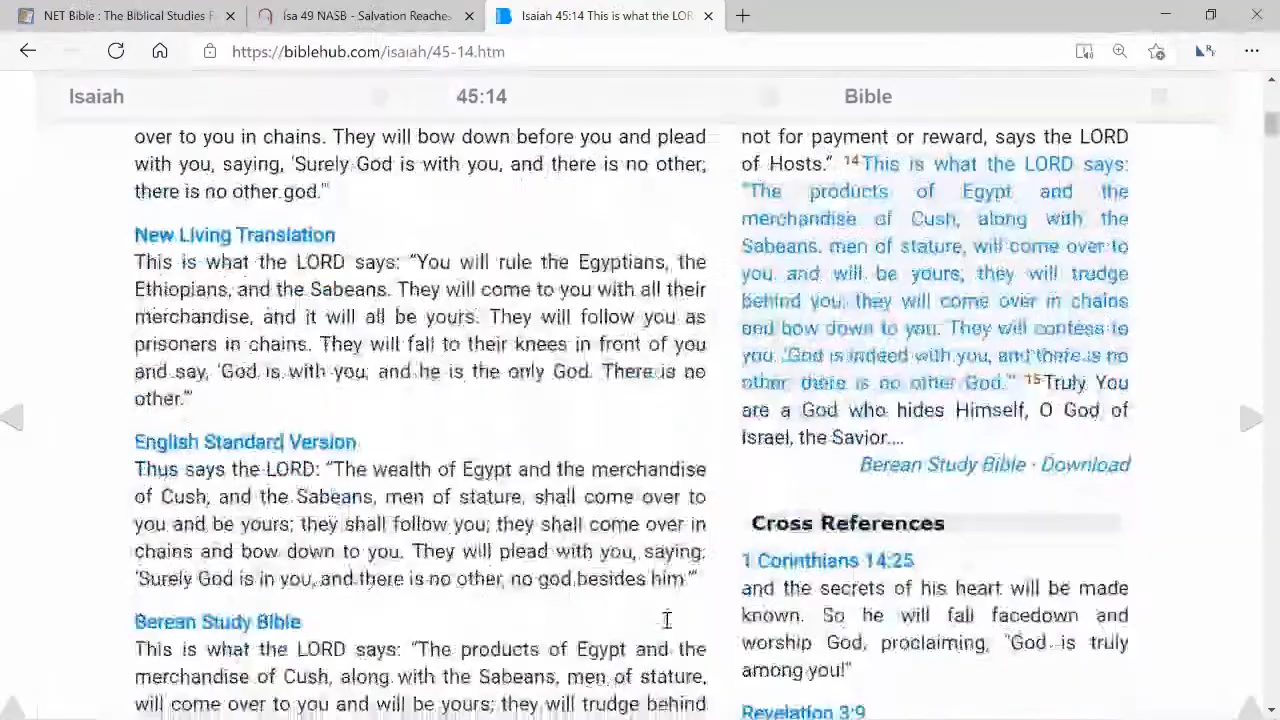 NET Bible : The Biblical Studies F
Isa 49 NASB - Salvation Reache
Isaiah 45:14 This is what the LOR
https://biblehub.com/isaiah/45-14.htm
Isaiah
45:14
Bible
over to you in chains. They will bow down before you and plead
with you, saying, 'Surely God is with you, and there is no other;
there is no other god.'"
New Living Translation
This is what the LORD says: "You will rule the Egyptians, the
Ethiopians, and the Sabeans. They will come to you with all their
merchandise, and it will all be yours. They will follow you as
prisoners in chains. They will fall to their knees in front of you
and say, 'God is with you, and he is the only God. There is no
other.'"
English Standard Version
Thus says the LORD: "The wealth of Egypt and the merchandise
of Cush, and the Sabeans, men of stature, shall come over to
you and be yours; they shall follow you; they shall come over in
chains and bow down to you. They will plead with you, saying:
'Surely God is in you, and there is no other, no god besides him.'"
Berean Study Bible
This is what the LORD says: "The products of Egypt and the
merchandise of Cush, along with the Sabeans, men of stature,
will come over to you and will be yours; they will trudge behind
not for payment or reward, says the LORD
of Hosts." 14This is what the LORD says:
"The products of Egypt and the
merchandise of Cush, along with the
Sabeans, men of stature, will come over to
you and will be yours; they will trudge
behind you; they will come over in chains
and bow down to you. They will confess to
you: 'God is indeed with you, and there is no
other; there is no other God.'" 15Truly You
are a God who hides Himself, O God of
Israel, the Savior....
Berean Study Bible · Download
Cross References
1 Corinthians 14:25
and the secrets of his heart will be made
known. So he will fall facedown and
worship God, proclaiming, "God is truly
among you!"
Revelation 3:9